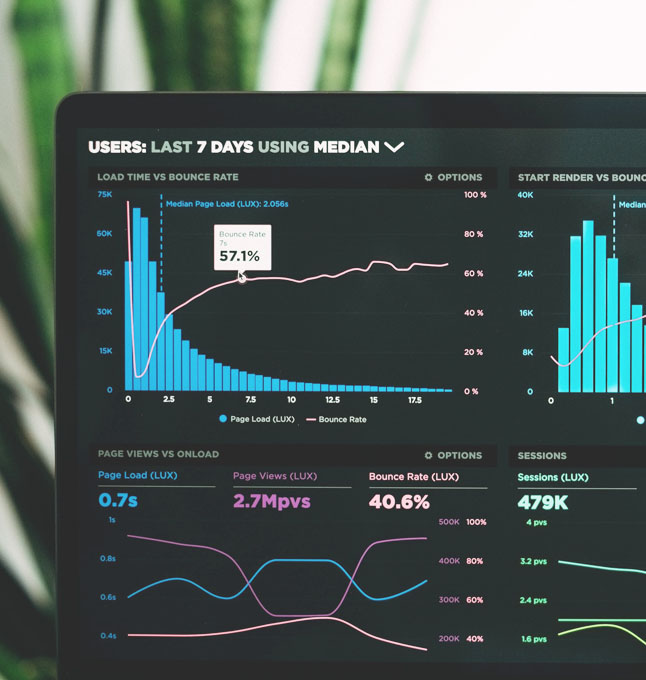 USERS: LAST 7 DAYS USING MEDIAN
LOAD TIME VS BOUNCE RATE
OPTIONS
START RENDER VS BOUNC
75K
100 %
40K
Median Page Load (LUX): 2.056s
Median
60K
80 %
32K
Bounce Rate
7s
57.1%
45K
60 %
24K
30K
40 %
16K
15K
20 %
8K
0
0 %
0
0 2.5 5 7.5 10 12.5 15 17.5
0 1
Page Load (LUX) Bounce Rate
PAGE VIEWS VS ONLOAD
OPTIONS
SESSIONS
Page Load (LUX)
Page Views (LUX)
Bounce Rate (LUX)
Sessions (LUX)
0.7s
2.7Mpvs
40.6%
479K
1s
500K 100%
4 pvs
0.8s
400K 80%
3.2 pvs
0.6s
300K 60%
2.4 pvs
0.4s
200K 40%
1.6 pvs